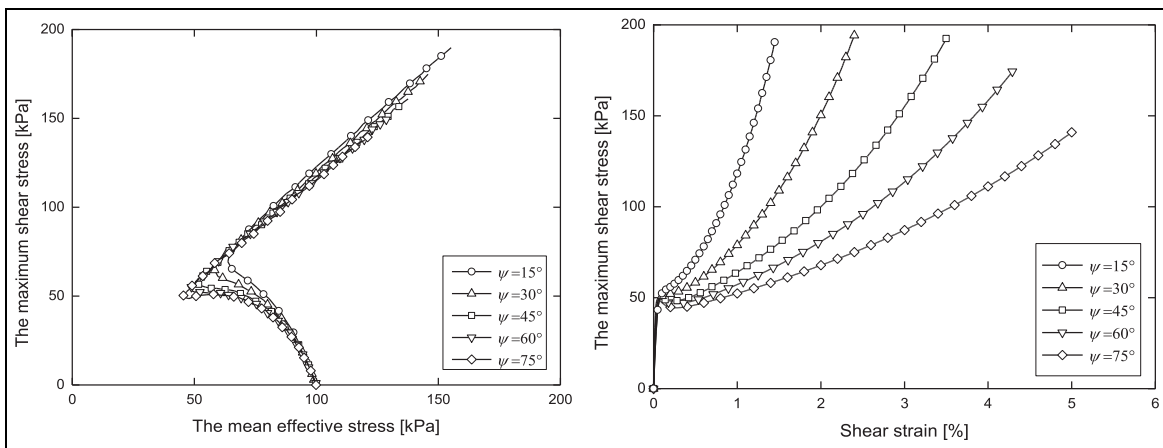 200
150
100
50
0
0 50 100 150 200
The maximum shear stress [kPa]
The mean effective stress [kPa]
ψ=15°
ψ=30°
ψ=45°
ψ=60°
ψ=75°
200
150
100
50
0
0 1 2 3 4 5 6
The maximum shear stress [kPa]
Shear strain [%]
ψ=15°
ψ=30°
ψ=45°
ψ=60°
ψ=75°